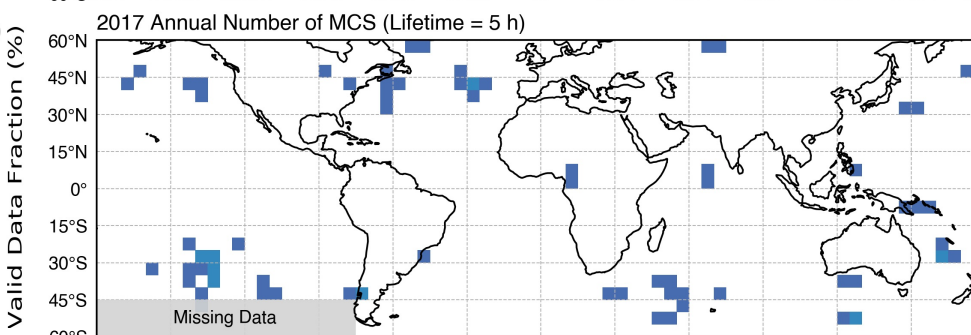 2017 Annual Number of MCS (Lifetime = 5 h)
Valid Data Fraction (%)
60°N
45°N
30°N
15°N
0°
15°S
30°S
45°S
60°S
Missing Data